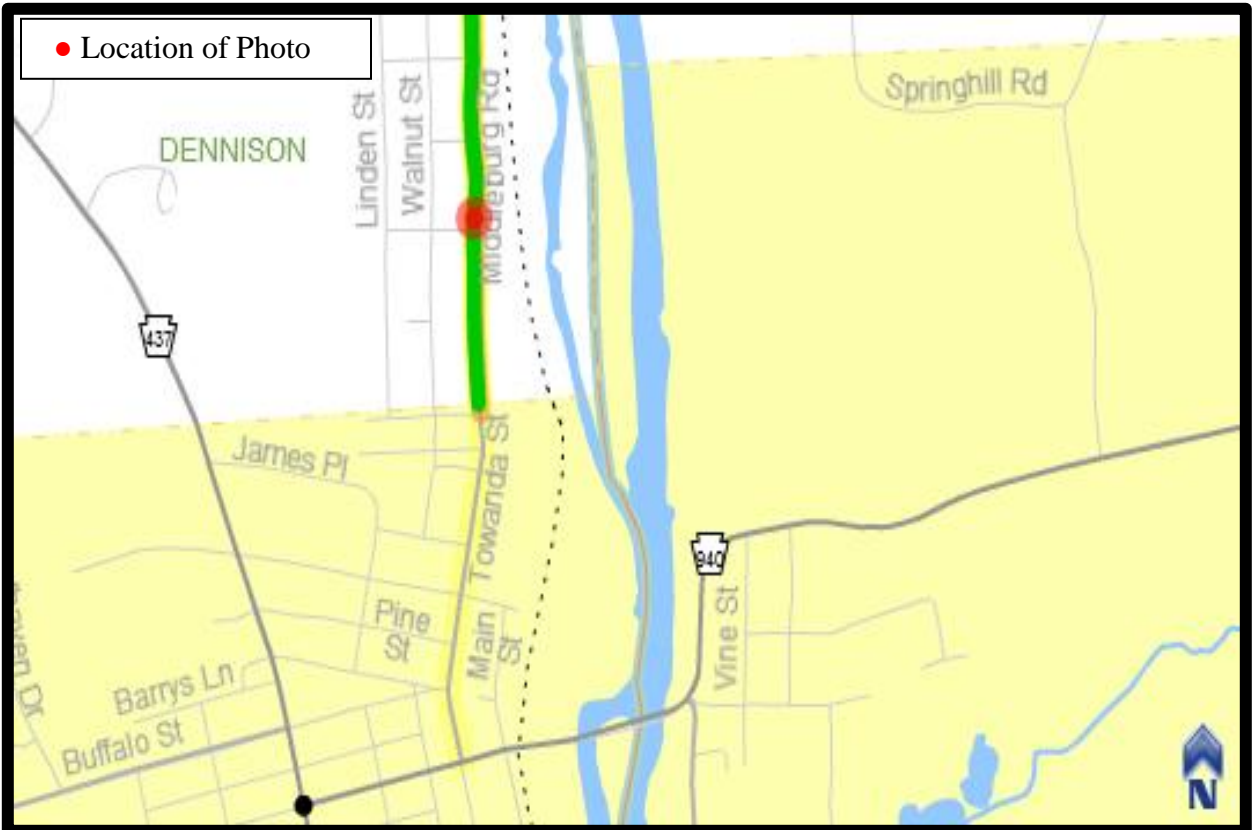 Location of Photo
Springhill Rd
Linden St
Walnut St
Middleburg Rd
DENNISON
437
James Pl
Towanda St
940
Pine
St
Main
St
Vine St
Barrys Ln
Buffalo St
Dr
N